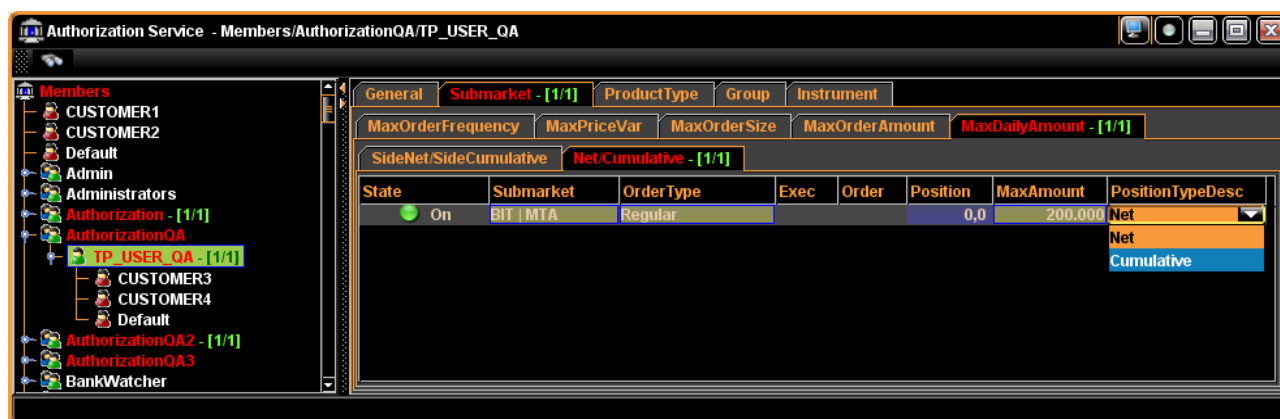 Authorization Service - Members/AuthorizationQA/TP_USER_QA
Members
CUSTOMER1
CUSTOMER2
Default
Admin
Administrators
Authorization - [1/1]
AuthorizationQA
TP_USER_QA - [1/1]
CUSTOMER3
CUSTOMER4
Default
AuthorizationQA2 - [1/1]
AuthorizationQA3
BankWatcher
General Submarket - [1/1] ProductType Group Instrument
MaxOrderFrequency MaxPriceVar MaxOrderSize MaxOrderAmount MaxDailyAmount - [1/1]
SideNet/SideCumulative Net/Cumulative - [1/1]
State Submarket OrderType Exec Order Position MaxAmount PositionTypeDesc
On BIT | MTA Regular 0,0 200.000 Net
Net
Cumulative